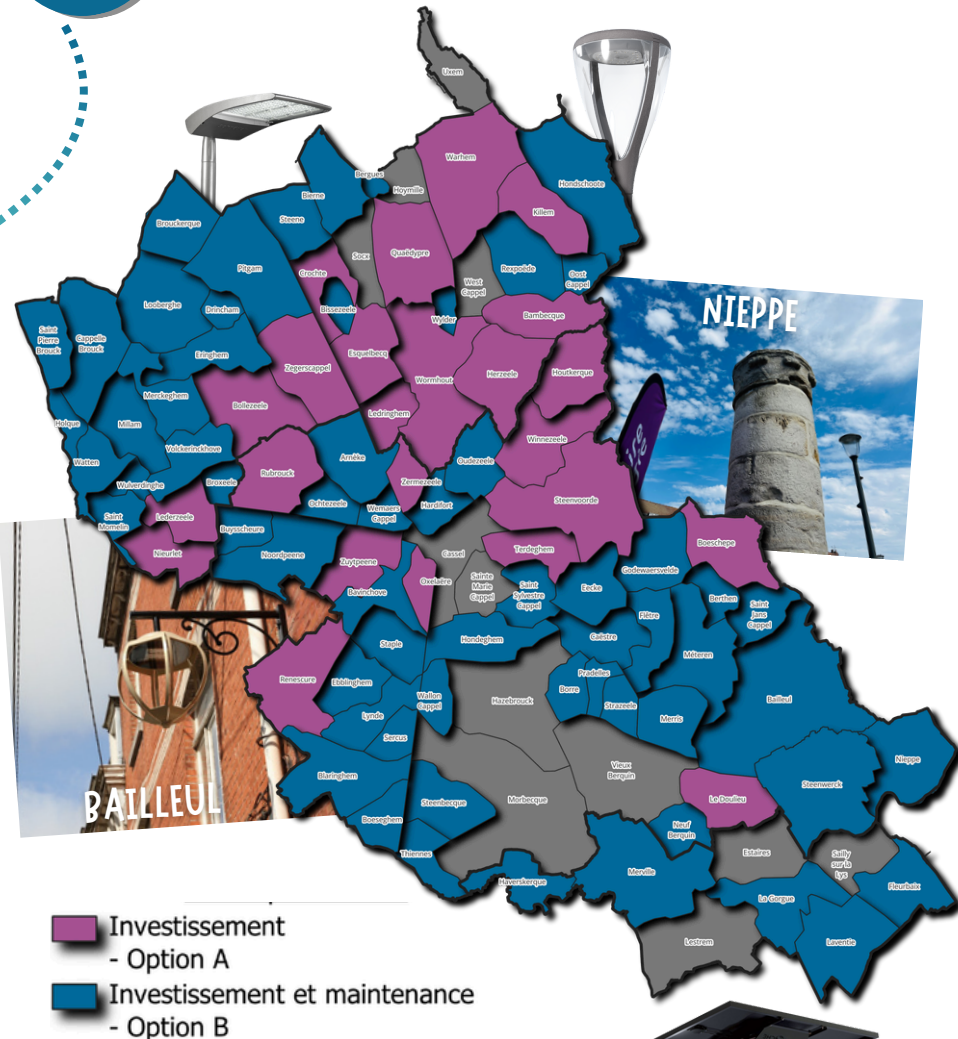 Uxem
Warhem
Bergues
Hoymille
Hondschoote
Bierne
Killem
Steene
Brouckerque
Quaëdypre
Socx
Pitgam
Crochte
Rexpoëde
Oost
Cappel
West
Cappel
Looberghe
Drincham
Bissezeele
Wylder
Bambecque
NIEPPE
Saint
Pierre
Brouck
Cappelle
Brouck
Eringhem
Esquelbecq
Zegerscappel
Wormhout
Herzeele
Houtkerque
Merckeghem
Bollezeele
Ledringhem
Holque
Millam
Winnezeele
Volckerinckhove
Arnèke
Oudezeele
Watten
Rubrouck
Zermezeele
Wulverdinghe
Broxeele
Steenvoorde
Ochtezeele
Wemaers
Cappel
Hardifort
Saint
Momelin
Lederzeele
Buysscheure
Boeschepe
Nieurlet
Noordpeene
Zuytpeene
Cassel
Terdeghem
Godewaersvelde
Oxelaëre
Sainte
Marie
Cappel
Saint
Sylvestre
Cappel
Eecke
Bavinchove
Berthen
Saint
Jans
Cappel
Flêtre
Staple
Hondeghem
Caëstre
Méteren
Renescure
Ebblinghem
Wallon
Cappel
Hazebrouck
Pradelles
Borre
Strazeele
Bailleul
Lynde
Merris
Sercus
Nieppe
Vieux
Berquin
Blaringhem
Steenwerck
Steenbecque
Morbecque
Le Doulieu
BAILLEUL
Boeseghem
Neuf
Berquin
Thiennes
Estaires
Sailly
sur la
Lys
Haverskerque
Merville
Fleurbaix
La Gorgue
Lestrem
Laventie
Investissement
- Option A
Investissement et maintenance
- Option B